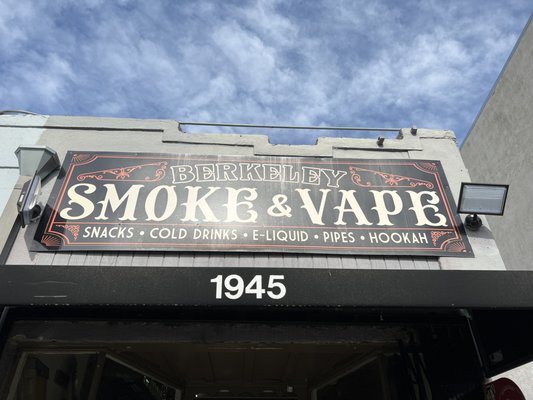 BERKELEY
SMOKE & VAPE
SNACKS • COLD DRINKS • E-LIQUID • PIPES • HOOKAH
1945